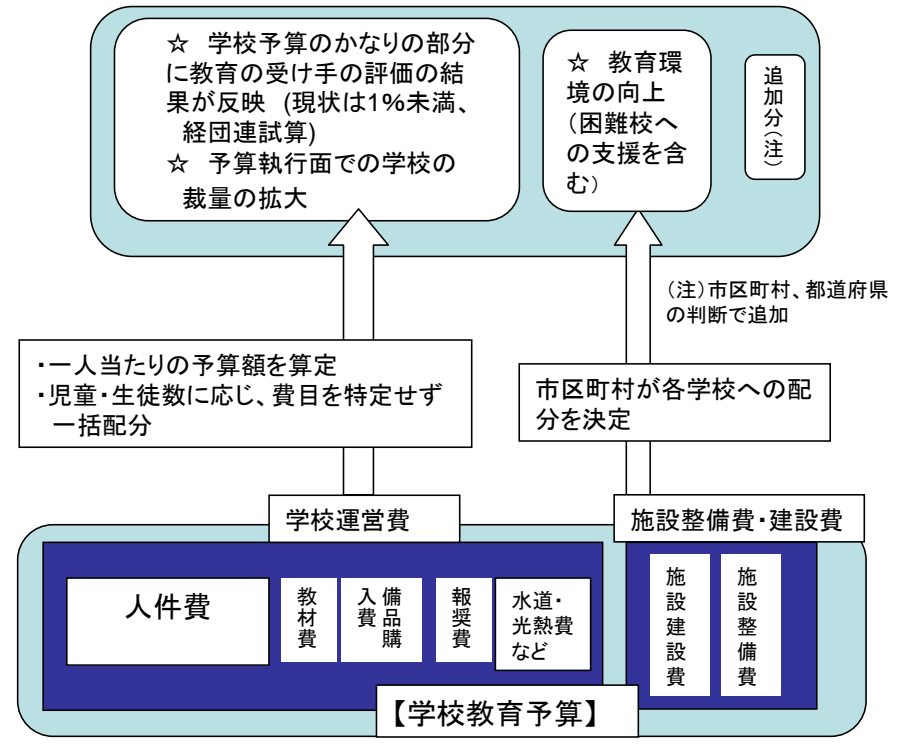 ☆　学校予算のかなりの部分
に教育の受け手の評価の結
果が反映　(現状は1%未満、
経団連試算)
☆　予算執行面での学校の
裁量の拡大
☆　教育環
境の向上
（困難校へ
の支援を含
む）
追加分（注）
（注）市区町村、都道府県
の判断で追加
・一人当たりの予算額を算定
・児童・生徒数に応じ、費目を特定せず
一括配分
市区町村が各学校への配
分を決定
学校運営費
施設整備費・建設費
人件費
教材費
備品購
入費
報奨費
水道・
光熱費
など
施設建設費
施設整備費
【学校教育予算】